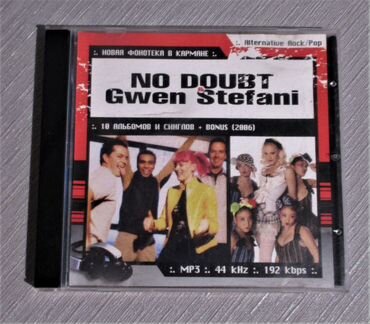 :. Alternative Rock/Pop
:. НОВАЯ ФОНОТЕКА В КАРМАНЕ :.
NO DOUBT
Gwen Stefani
:. 10 АЛЬБОМОВ И СИНГЛОВ + BONUS (2006)
:. MP3 :. 44 kHz :. 192 kbps :.